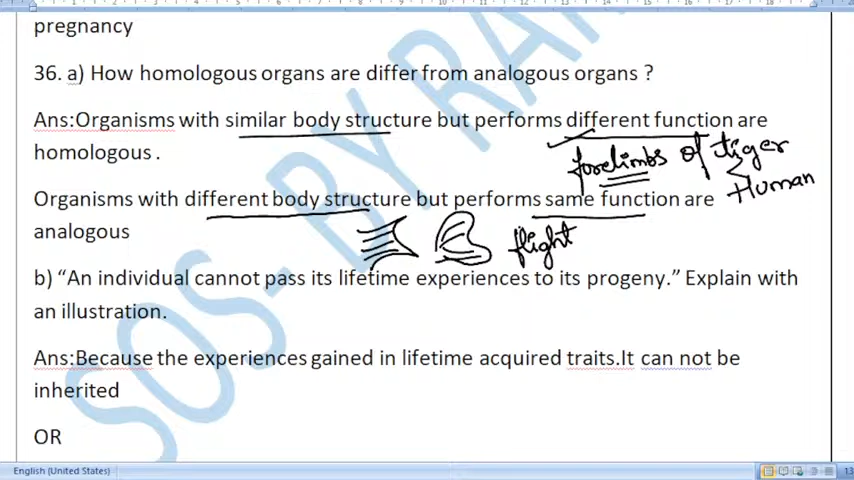 pregnancy
36. a) How homologous organs are differ from analogous organs ?
Ans:Organisms with similar body structure but performs different function are
homologous .
forelimbs of tiger
Human
Organisms with different body structure but performs same function are
analogous
flight
b) “An individual cannot pass its lifetime experiences to its progeny.” Explain with
an illustration.
Ans:Because the experiences gained in lifetime acquired traits.It can not be
inherited
OR
English (United States)